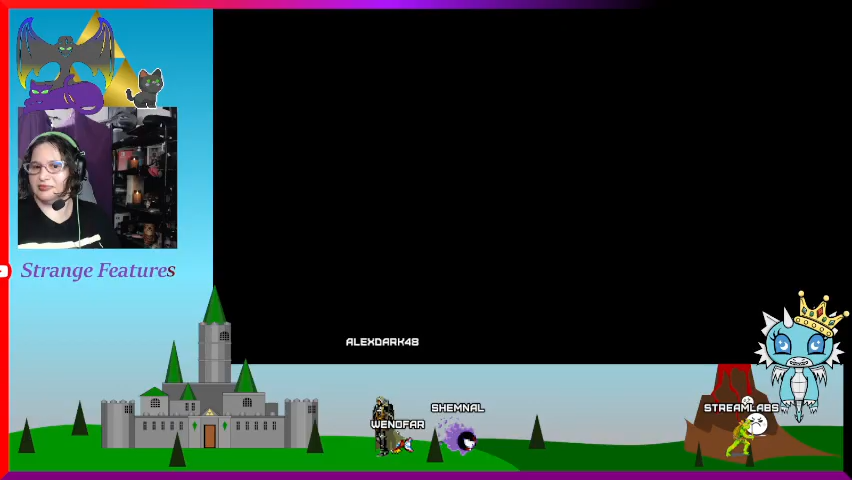 Strange Features
ALEXDARK48
SHEMNAL
WENOFAR
STREAMLABS